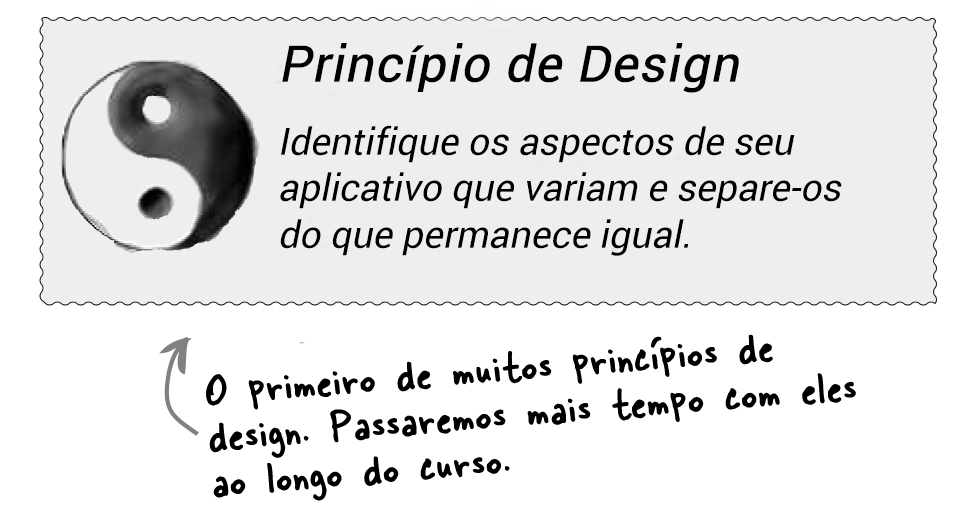 Princípio de Design
Identifique os aspectos de seu
aplicativo que variam e separe-os
do que permanece igual.
O primeiro de muitos princípios de
design. Passaremos mais tempo com eles
ao longo do curso.